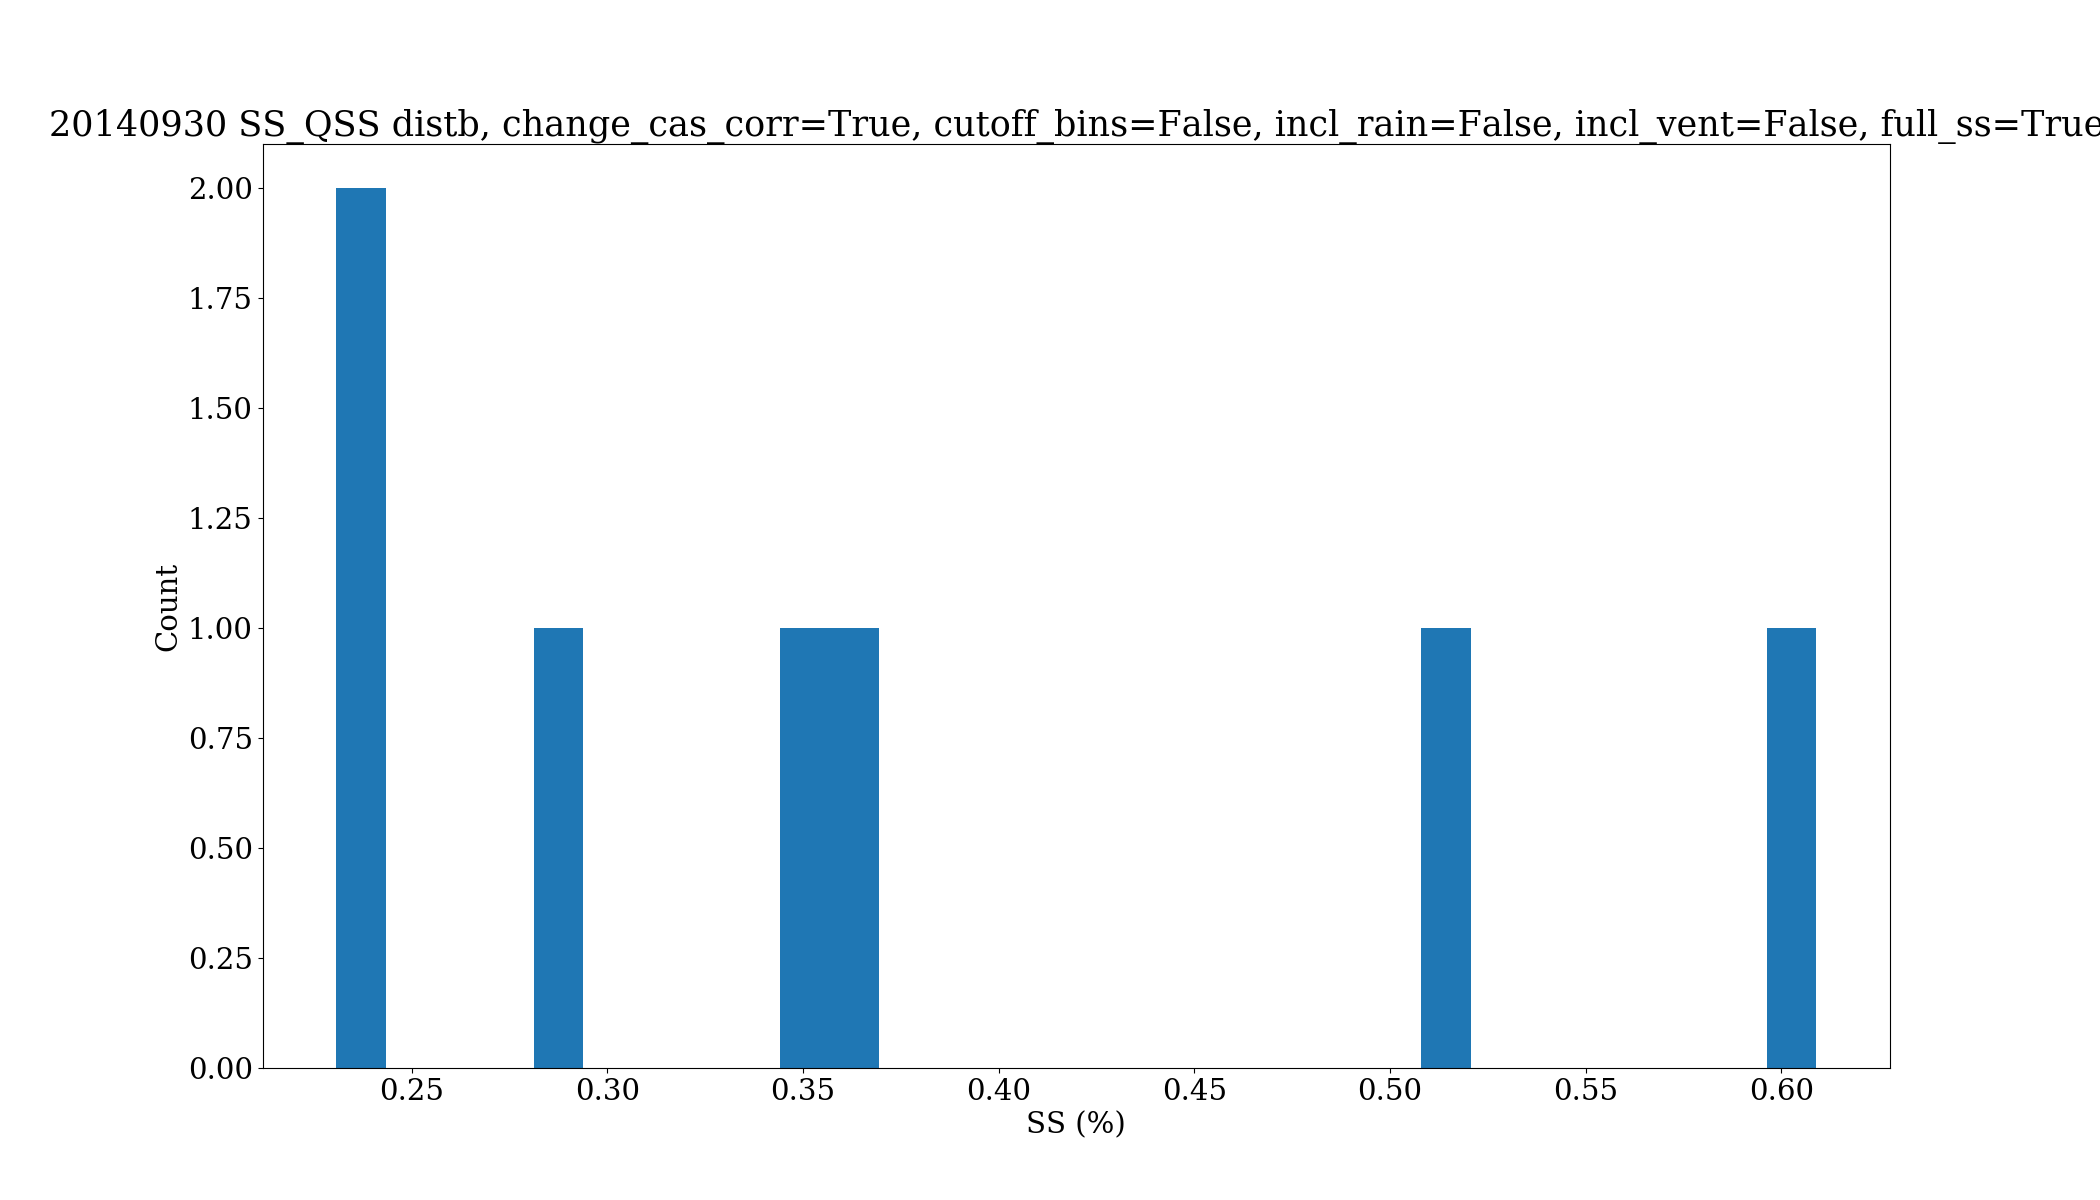 20140930 SS_QSS distb, change_cas_corr=True, cutoff_bins=False, incl_rain=False, incl_vent=False, full_ss=True
2.00
1.75
1.50
1.25
1.00
0.75
0.50
0.25
0.00
Count
0.25 0.30 0.35 0.40 0.45 0.50 0.55 0.60
SS (%)